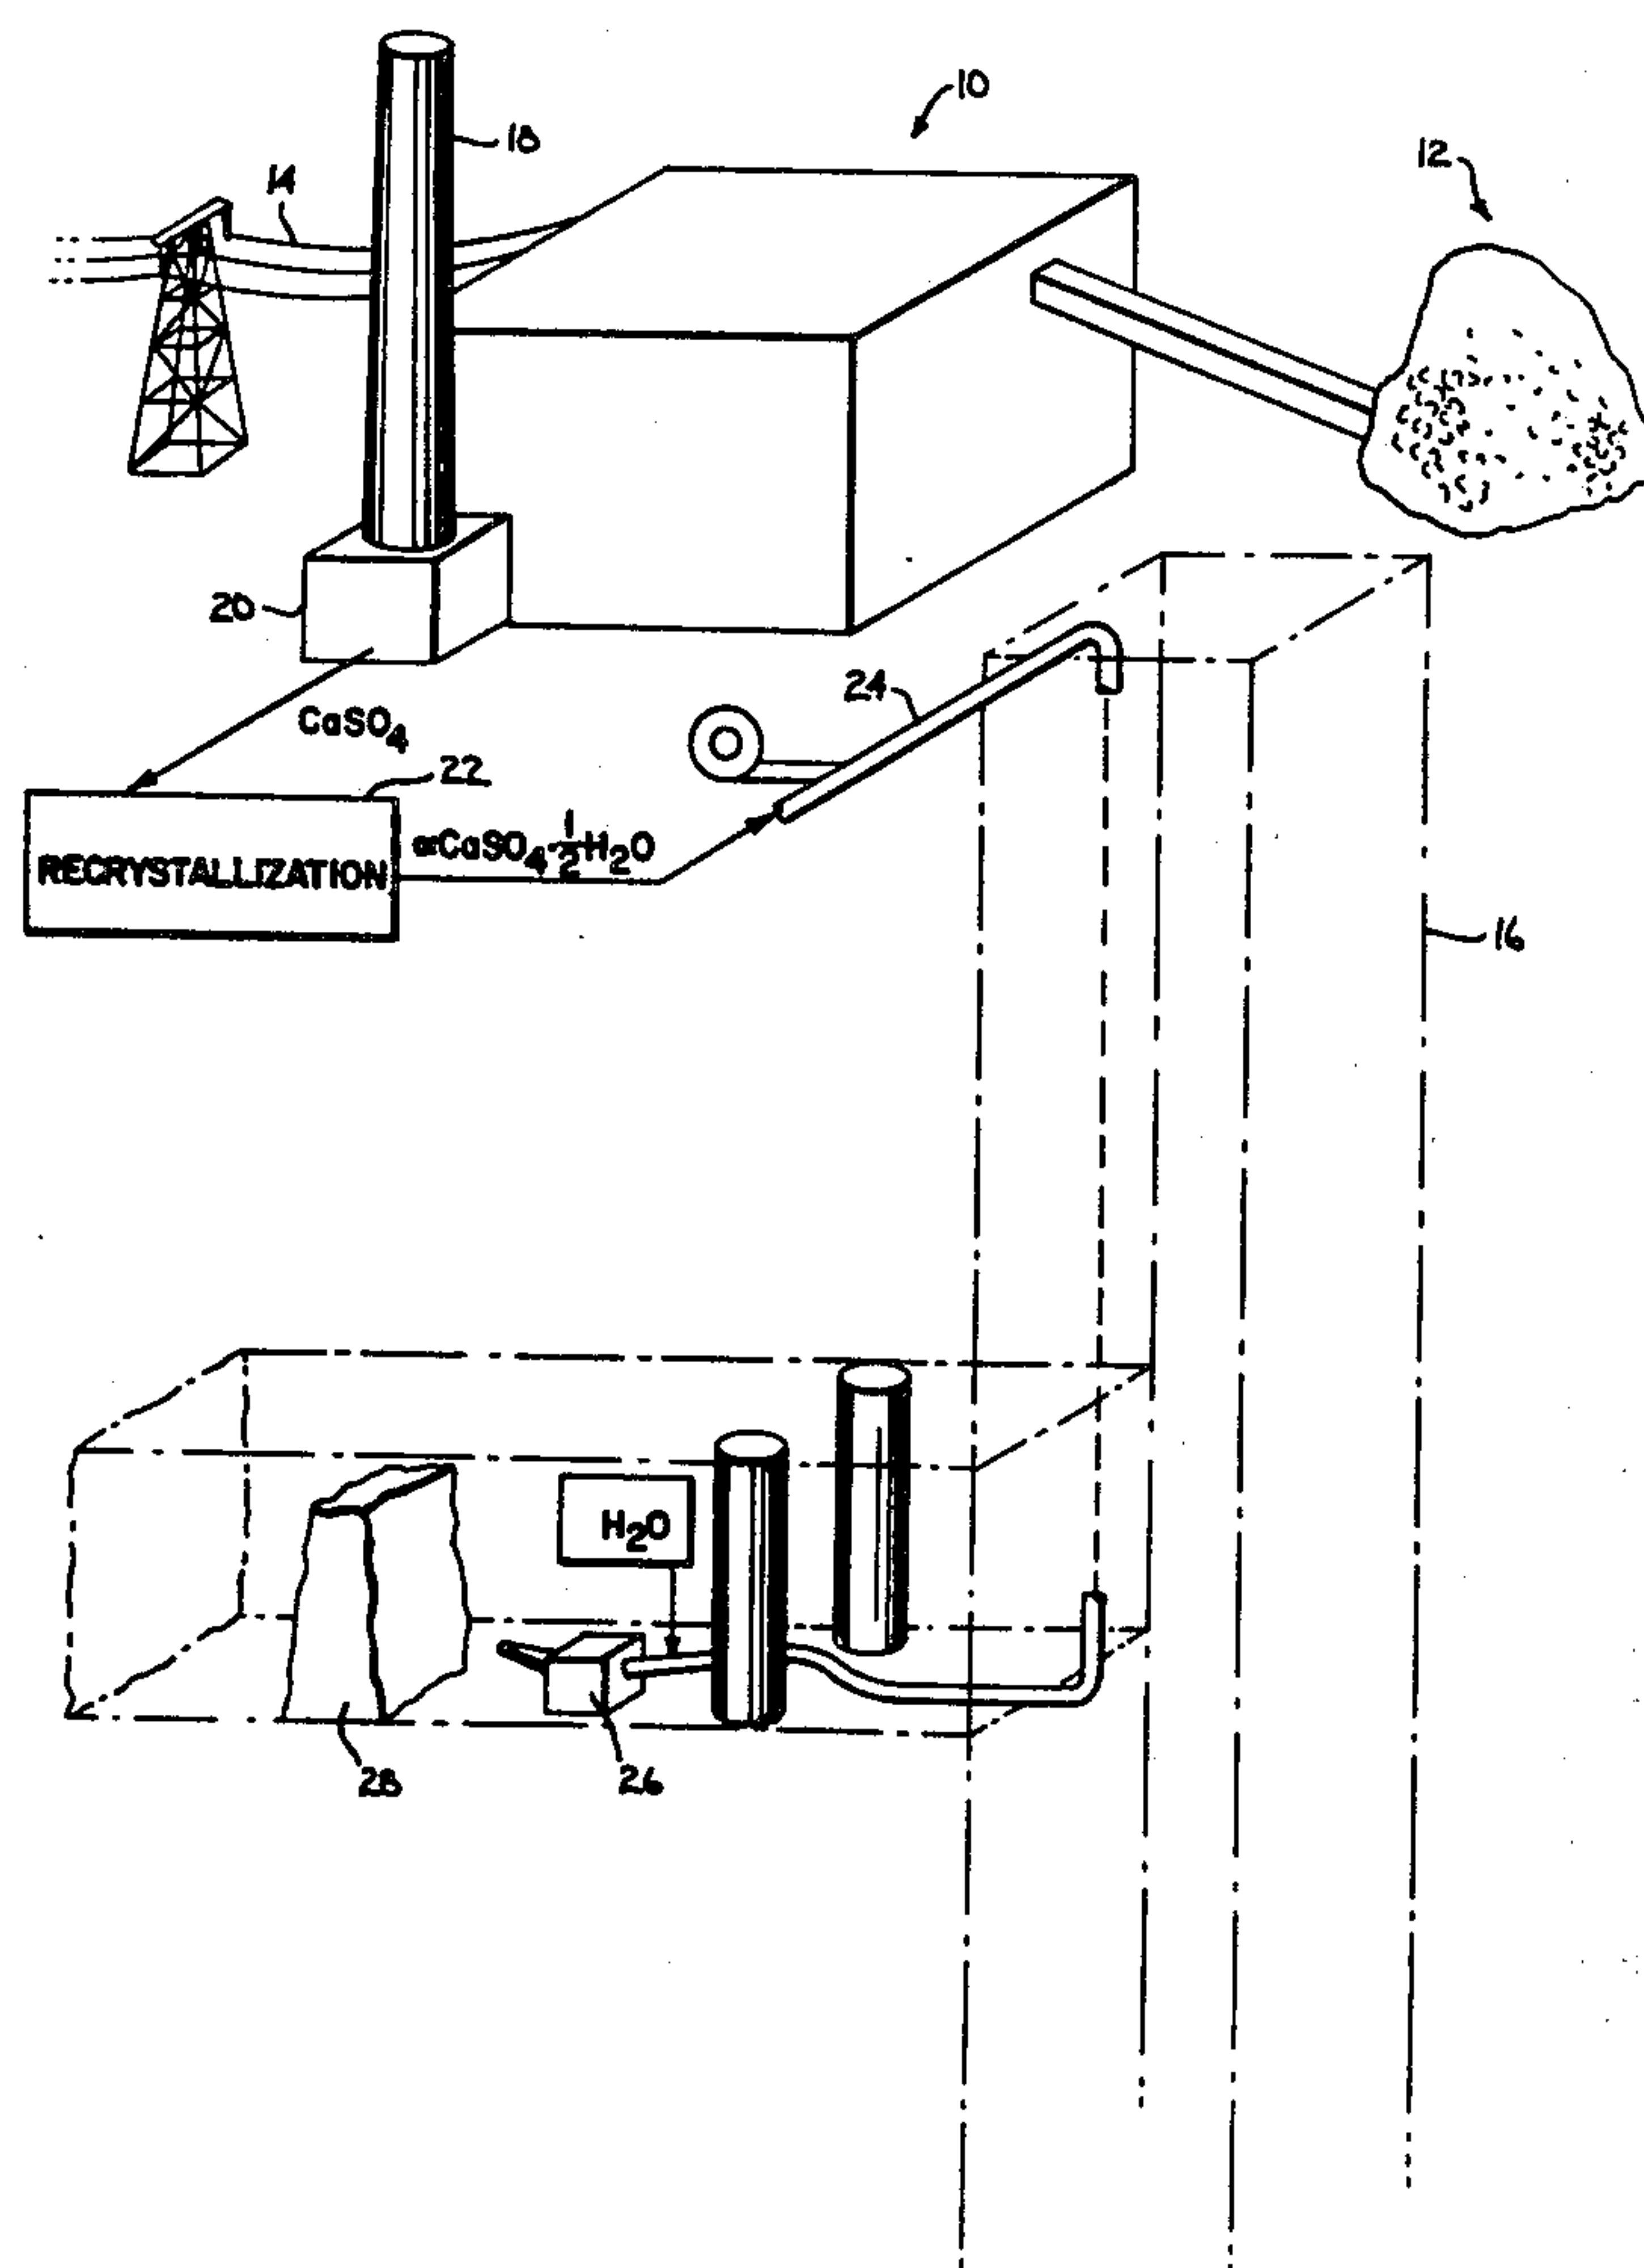 10
18
12
14
20
24
CaSO4
22
αCaSO4·1/2H2O
RECRYSTALLIZATION
16
H2O
28
26